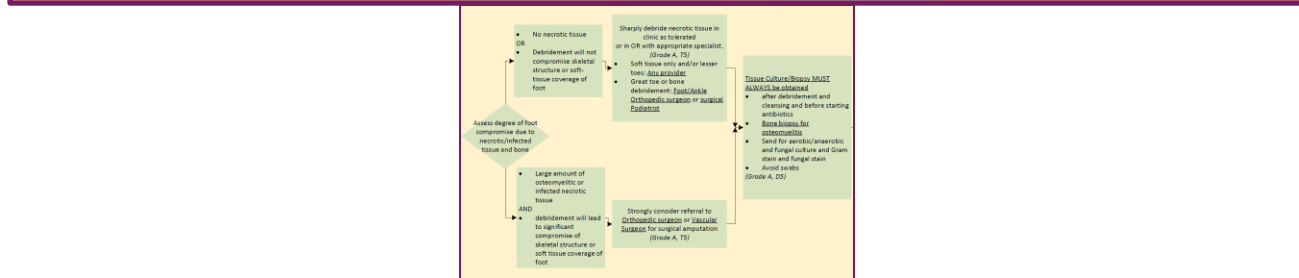 No necrotic tissue
OR
Debridement will not
compromise skeletal
structure or soft-
tissue coverage of
foot
Sharply debride necrotic tissue in
clinic as tolerated
or in OR with appropriate specialist.
(Grade A, T5)
Soft tissue only and/or lesser
toes: Any provider
Great toe or bone
debridement: Foot/Ankle
Orthopedic surgeon or surgical
Podiatrist
Tissue Culture/Biopsy MUST
ALWAYS be obtained
after debridement and
cleansing and before starting
antibiotics
Bone biopsy for
osteomyelitis
Send for aerobic/anaerobic
and fungal culture and Gram
stain and fungal stain
Avoid swabs
(Grade A, D5)
Assess degree of foot
compromise due to
necrotic/infected
tissue and bone
Large amount of
osteomyelitic or
infected necrotic
tissue
AND
debridement will lead
to significant
compromise of
skeletal structure or
soft tissue coverage of
foot
Strongly consider referral to
Orthopedic surgeon or Vascular
Surgeon for surgical amputation
(Grade A, T5)